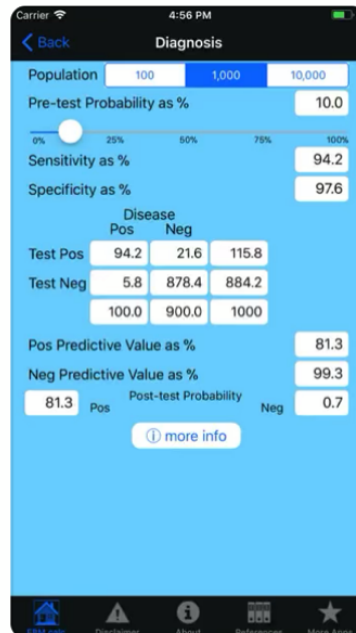 Carrier 4:56 PM
Back Diagnosis
Population 100 1,000 10,000
Pre-test Probability as % 10.0
0% 25% 50% 75% 100%
Sensitivity as % 94.2
Specificity as % 97.6
Disease
Pos Neg
Test Pos 94.2 21.6 115.8
Test Neg 5.8 878.4 884.2
100.0 900.0 1000
Pos Predictive Value as % 81.3
Neg Predictive Value as % 99.3
81.3 Pos Post-test Probability Neg 0.7
more info
EBM calc Disclaimer About References More Apps